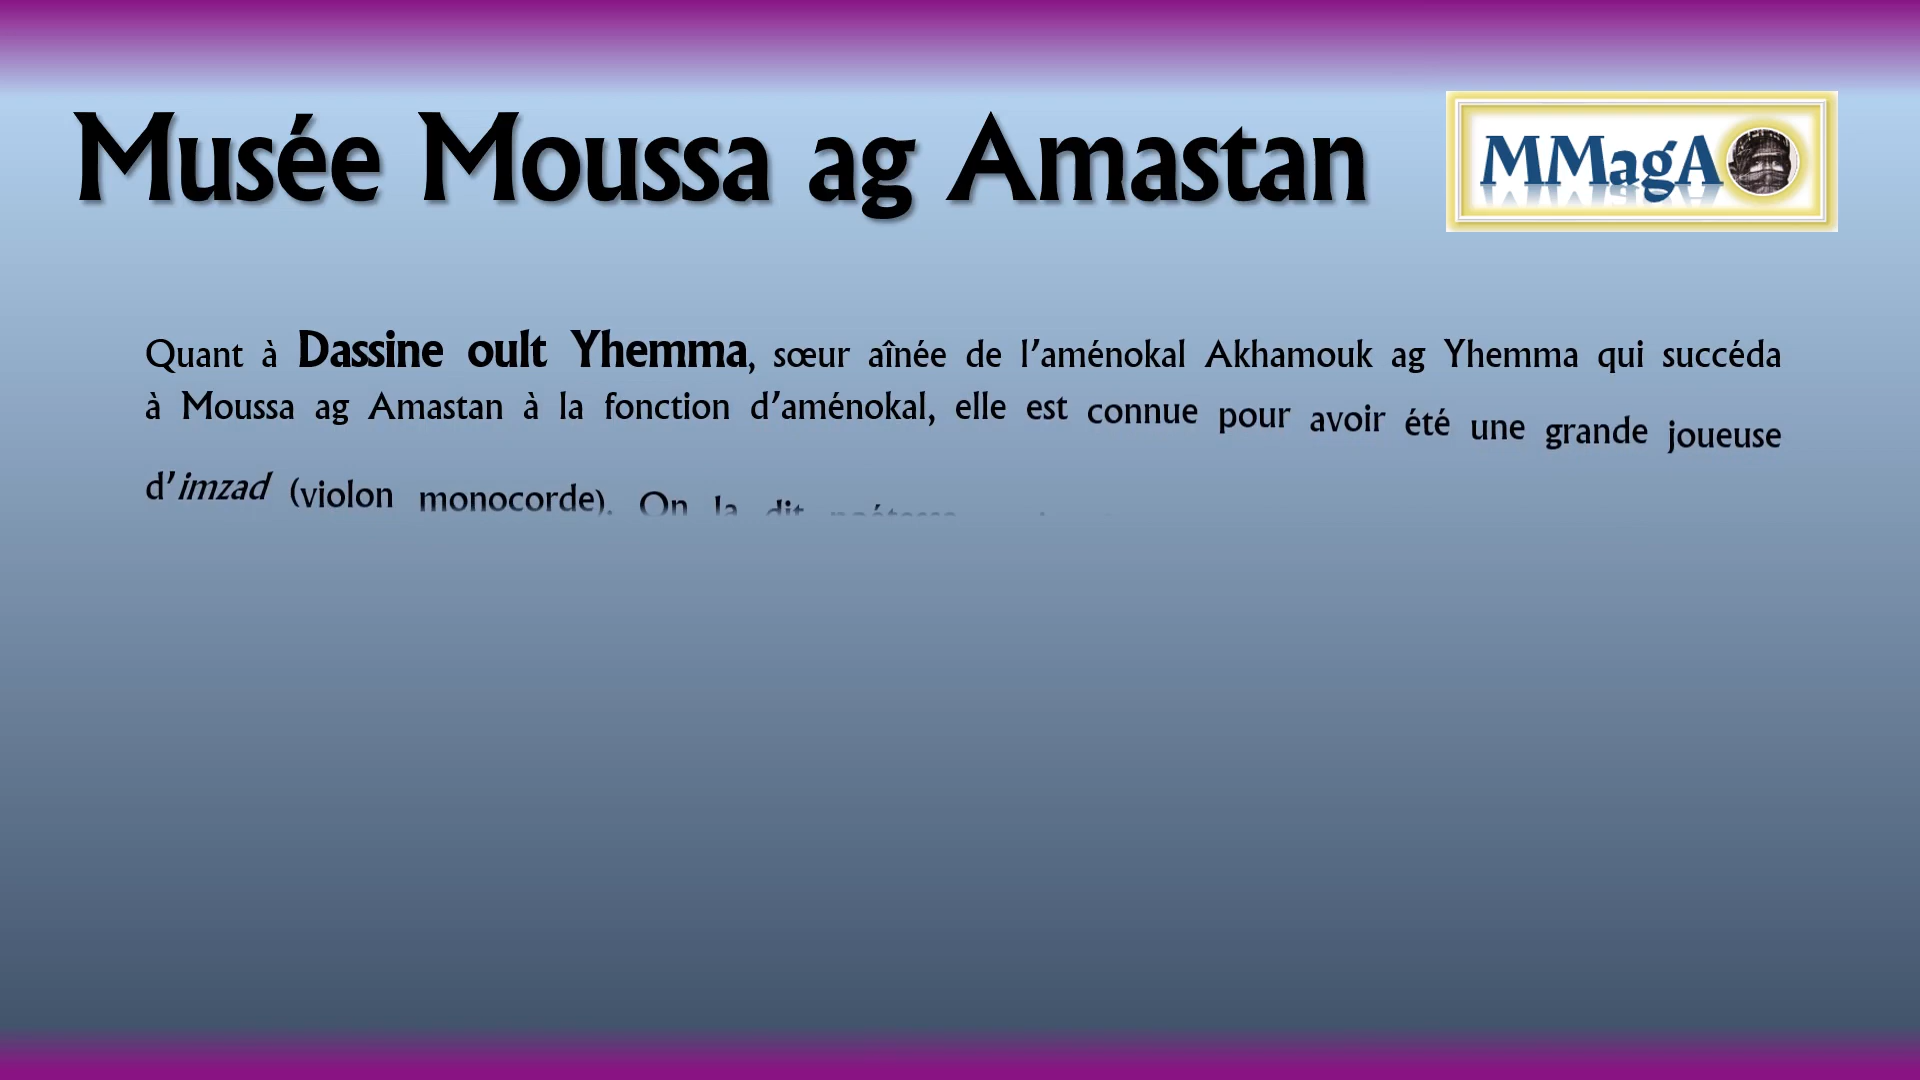 Musée Moussa ag Amastan
MMagA
Quant à Dassine oult Yhemma, sœur aînée de l’aménokal Akhamouk ag Yhemma qui succéda
à Moussa ag Amastan à la fonction d’aménokal, elle est connue pour avoir été une grande joueuse
d’imzad (violon monocorde). On la dit poétesse